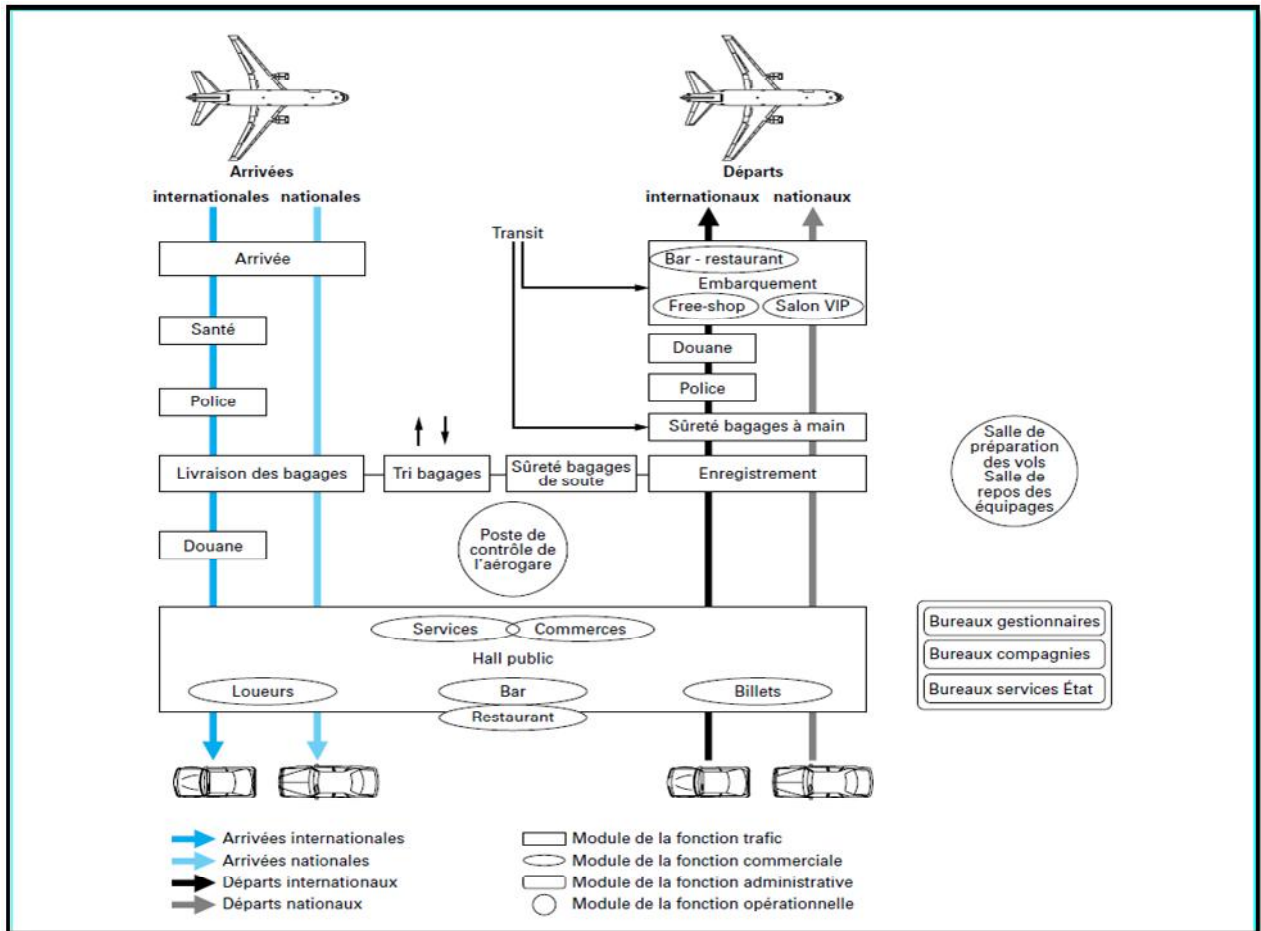 Arrivées
Départs
internationales nationales
internationaux nationaux
Transit
Arrivée
Bar - restaurant
Embarquement
Free-shop
Salon VIP
Santé
Douane
Police
Police
Sûreté bagages à main
Livraison des bagages
Tri bagages
Sûreté bagages
de soute
Enregistrement
Salle de
préparation
des vols
Salle de
repos des
équipages
Douane
Poste de
contrôle de
l'aérogare
Services
Commerces
Hall public
Loueurs
Bar
Billets
Restaurant
Bureaux gestionnaires
Bureaux compagnies
Bureaux services État
Arrivées internationales
Arrivées nationales
Départs internationaux
Départs nationaux
Module de la fonction trafic
Module de la fonction commerciale
Module de la fonction administrative
Module de la fonction opérationnelle